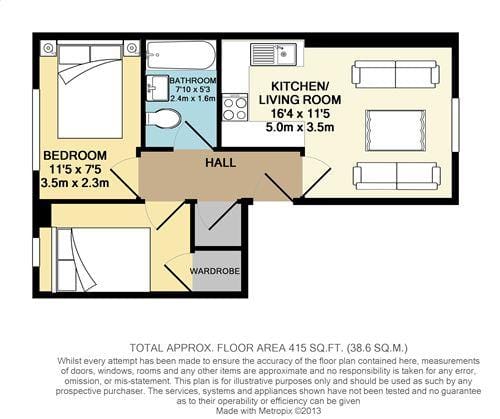 BATHROOM
7'10 x 5'3
2.4m x 1.6m
KITCHEN/
LIVING ROOM
16'4 x 11'5
5.0m x 3.5m
BEDROOM
11'5 x 7'5
3.5m x 2.3m
HALL
WARDROBE
TOTAL APPROX. FLOOR AREA 415 SQ.FT. (38.6 SQ.M.)
Whilst every attempt has been made to ensure the accuracy of the floor plan contained here, measurements
of doors, windows, rooms and any other items are approximate and no responsibility is taken for any error,
omission, or mis-statement. This plan is for illustrative purposes only and should be used as such by any
prospective purchaser. The services, systems and appliances shown have not been tested and no guarantee
as to their operability or efficiency can be given
Made with Metropix ©2013